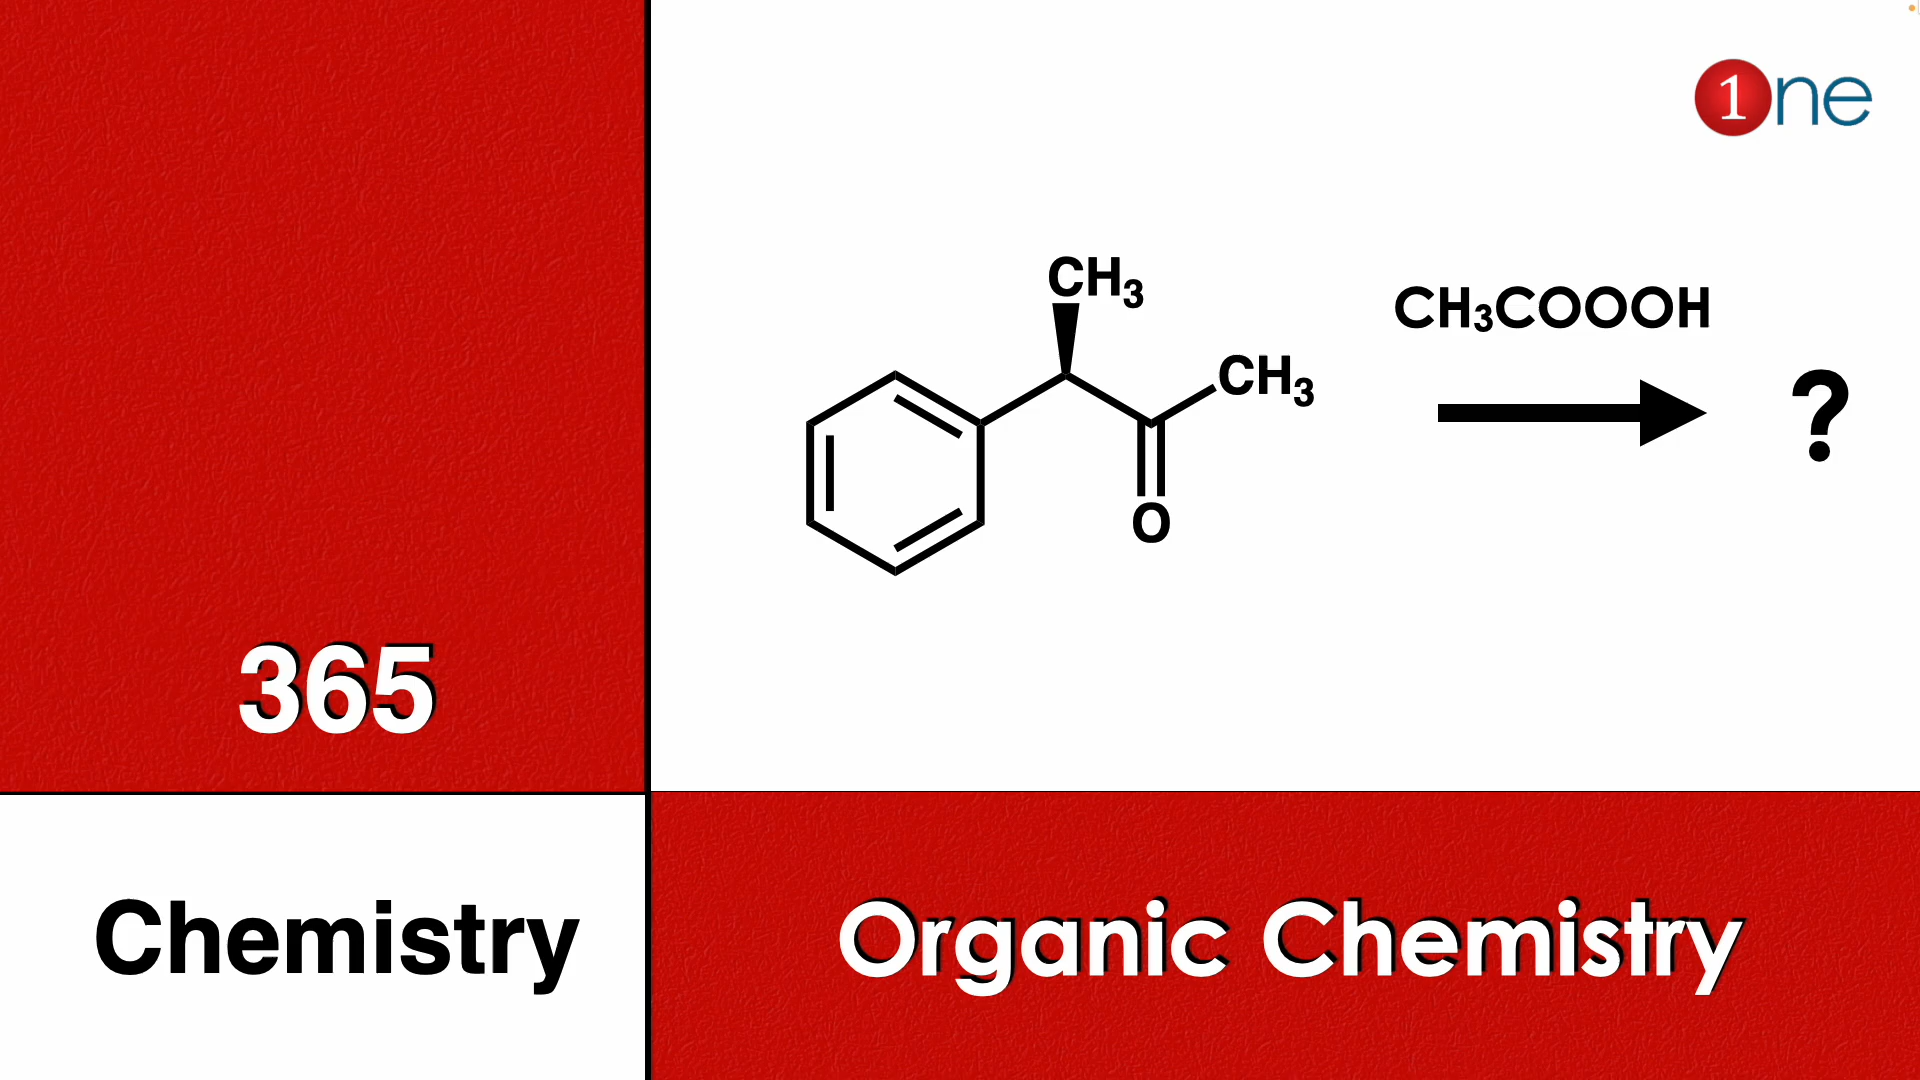 1ne
CH₃
CH₃COOOH
CH₃
?
O
365
Chemistry
Organic Chemistry